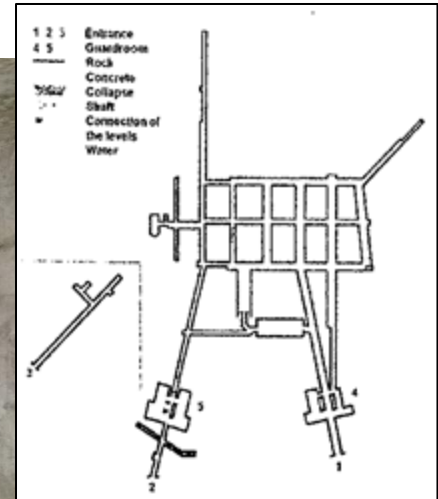 1 2 3 Entrance
4 5 Guardroom
Rock
Concrete
Collapse
Shaft
Connection of
the levels
Water
3
5
4
2
1